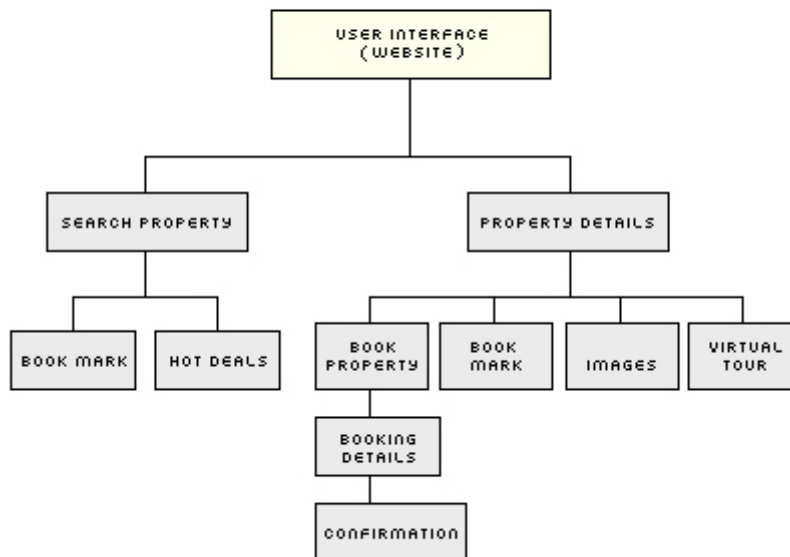 USER INTERFACE
(WEBSITE)
SEARCH PROPERTY
PROPERTY DETAILS
BOOK MARK
HOT DEALS
BOOK
PROPERTY
BOOK
MARK
IMAGES
VIRTUAL
TOUR
BOOKING
DETAILS
CONFIRMATION